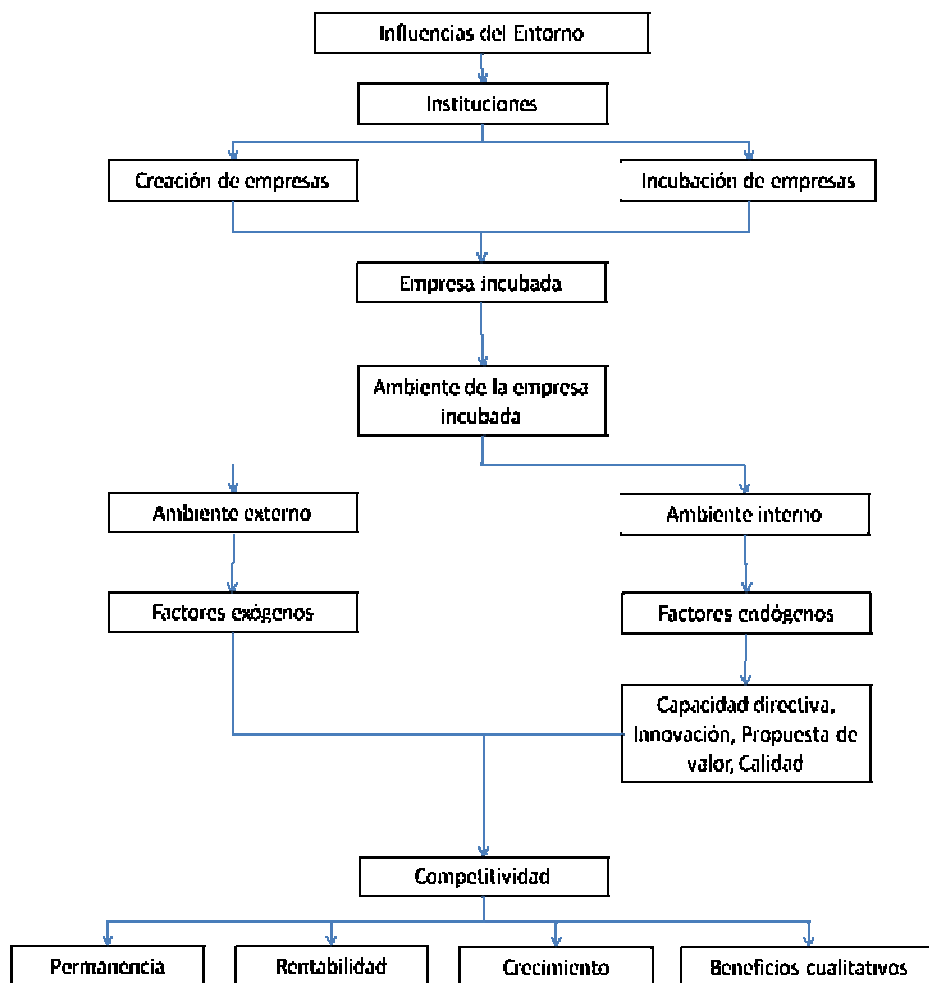 Influencias del Entorno
Instituciones
Creación de empresas
Incubación de empresas
Empresa incubada
Ambiente de la empresa
incubada
Ambiente externo
Ambiente interno
Factores exógenos
Factores endógenos
Capacidad directiva,
Innovación, Propuesta de
valor, Calidad
Competitividad
Permanencia
Rentabilidad
Crecimiento
Beneficios cualitativos